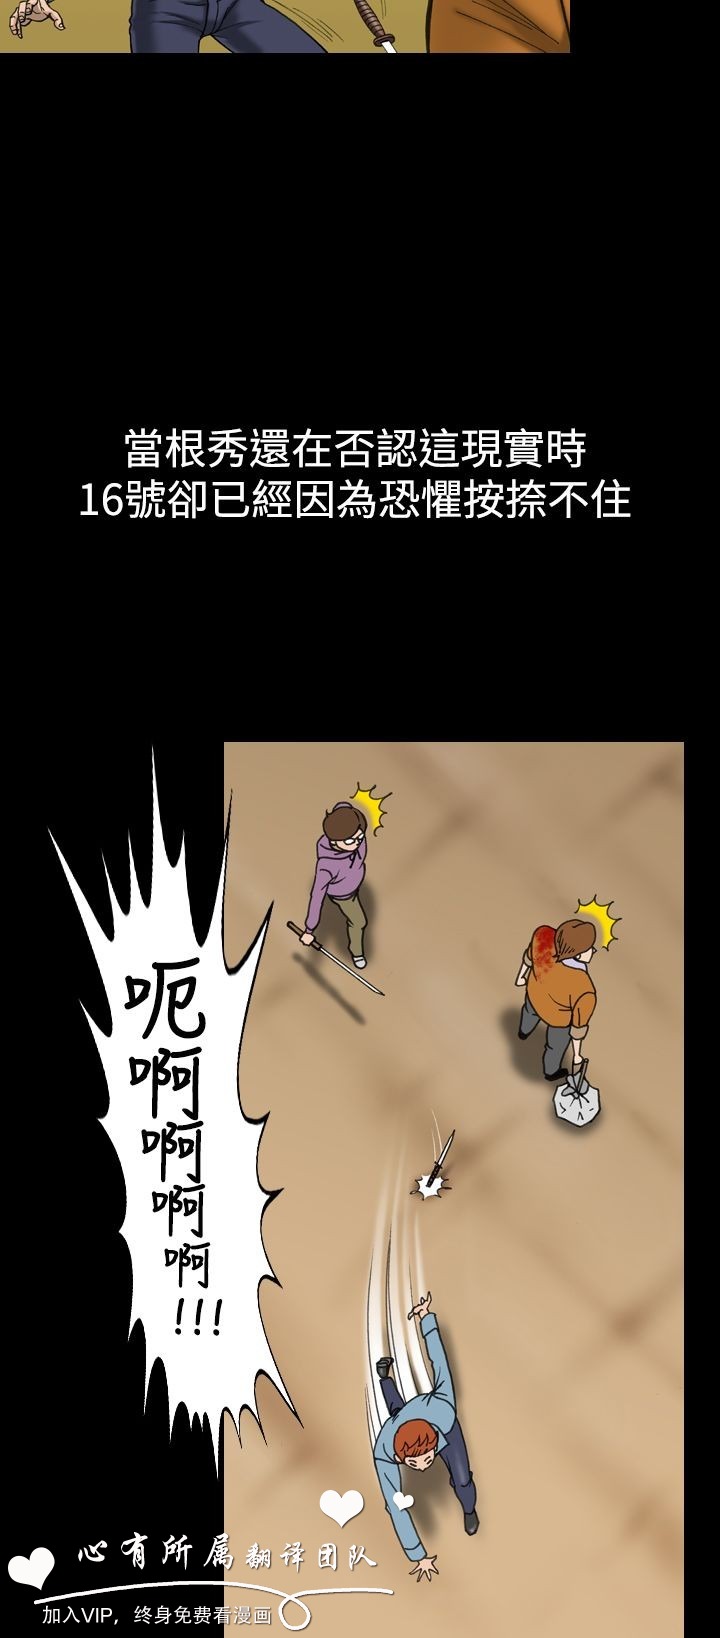 當根秀還在否認這現實時
16號卻已經因為恐懼按捺不住
呃啊啊啊啊!!!
心有所属翻译团队
加入VIP，终身免费看漫画